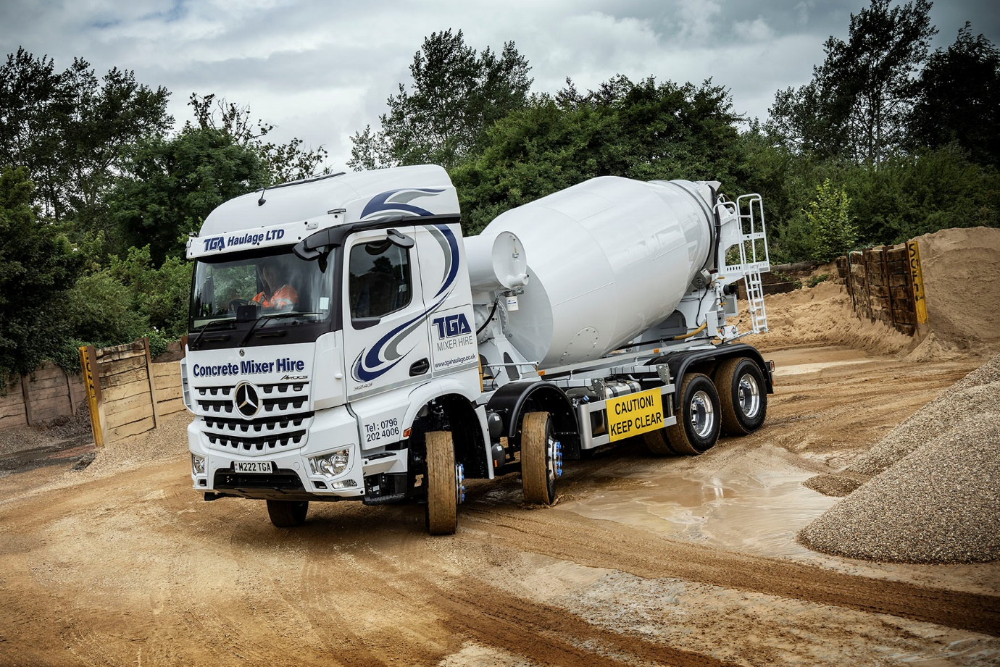 TGA Haulage LTD
Concrete Mixer Hire
Arocs
3243
TGA
MIXER HIRE
www.tgahaulage.co.uk
Tel: 0796
202 4006
M222 TGA
CAUTION!
KEEP CLEAR